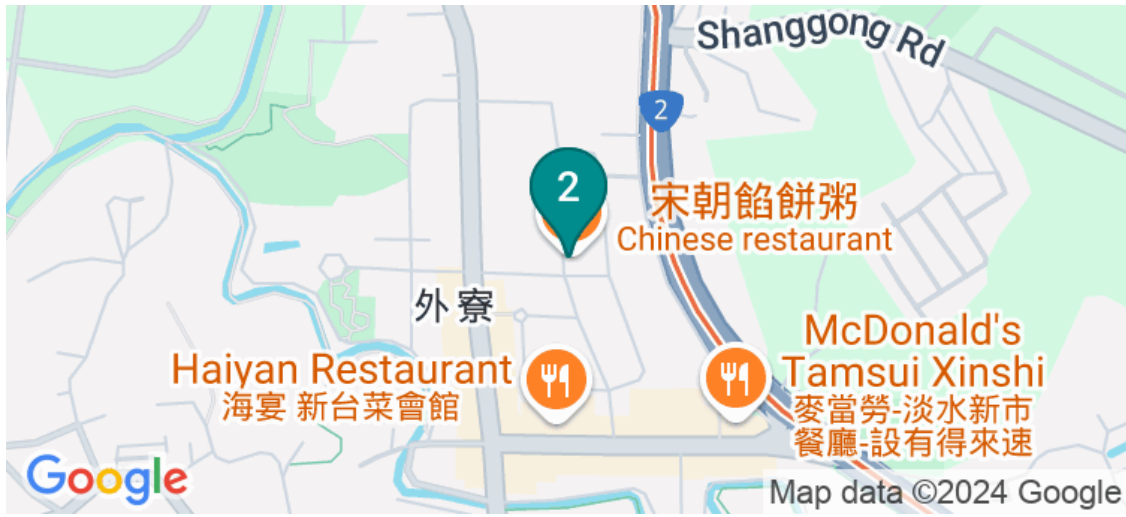 Shanggong Rd
2
2
宋朝餡餅粥
Chinese restaurant
外寮
McDonald's
Tamsui Xinshi
麥當勞-淡水新市
餐廳-設有得來速
Haiyan Restaurant
海宴 新台菜會館
Google
Map data ©2024 Google